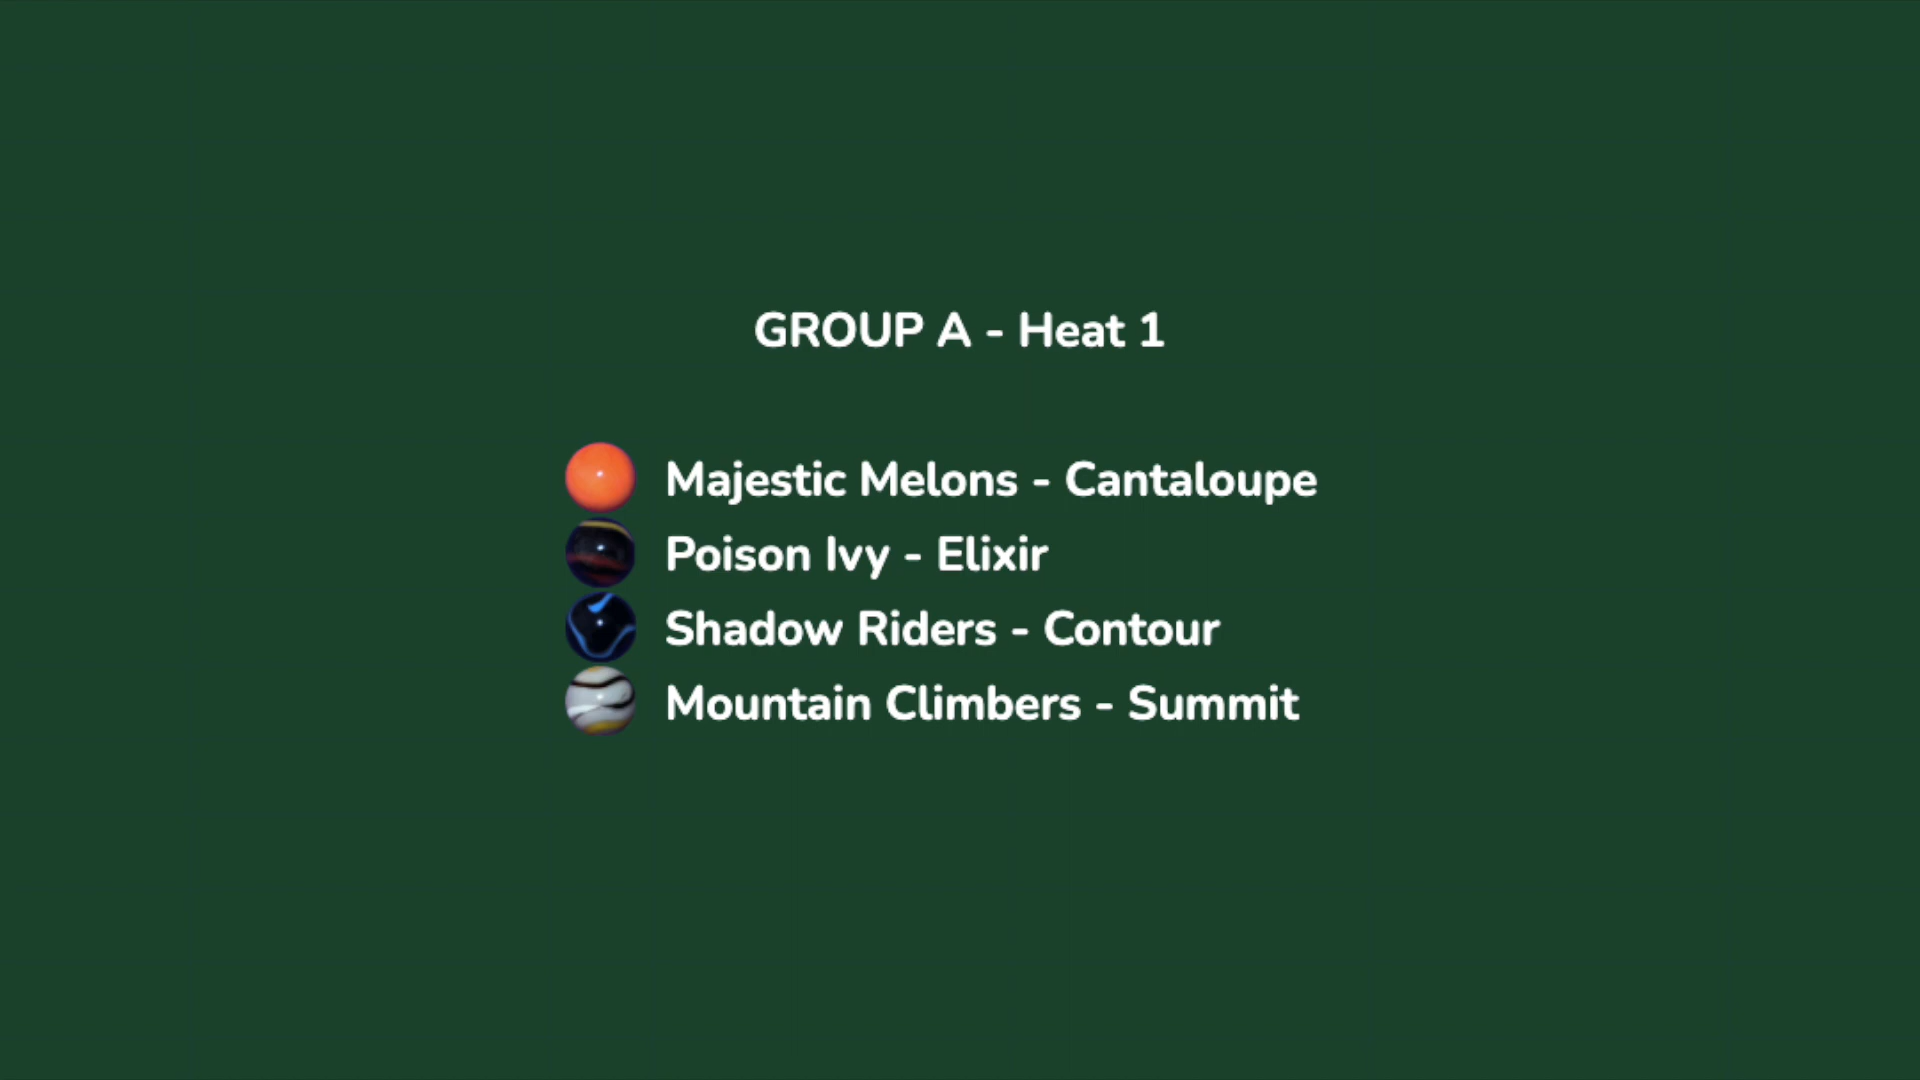 GROUP A - Heat 1
Majestic Melons - Cantaloupe
Poison Ivy - Elixir
Shadow Riders - Contour
Mountain Climbers - Summit